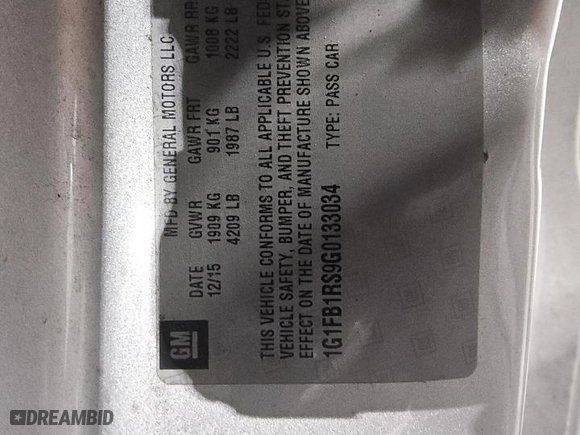 GM
MFD BY GENERAL MOTORS LLC
DATE GVWR GAWR FRT GAWR RR
12/15 1909 KG 901 KG 1008 KG
4209 LB 1987 LB 2222 LB
THIS VEHICLE CONFORMS TO ALL APPLICABLE U.S. FED
VEHICLE SAFETY, BUMPER, AND THEFT PREVENTION ST
EFFECT ON THE DATE OF MANUFACTURE SHOWN ABOVE
1G1FB1RS9G0133034 TYPE: PASS CAR
DREAMBID